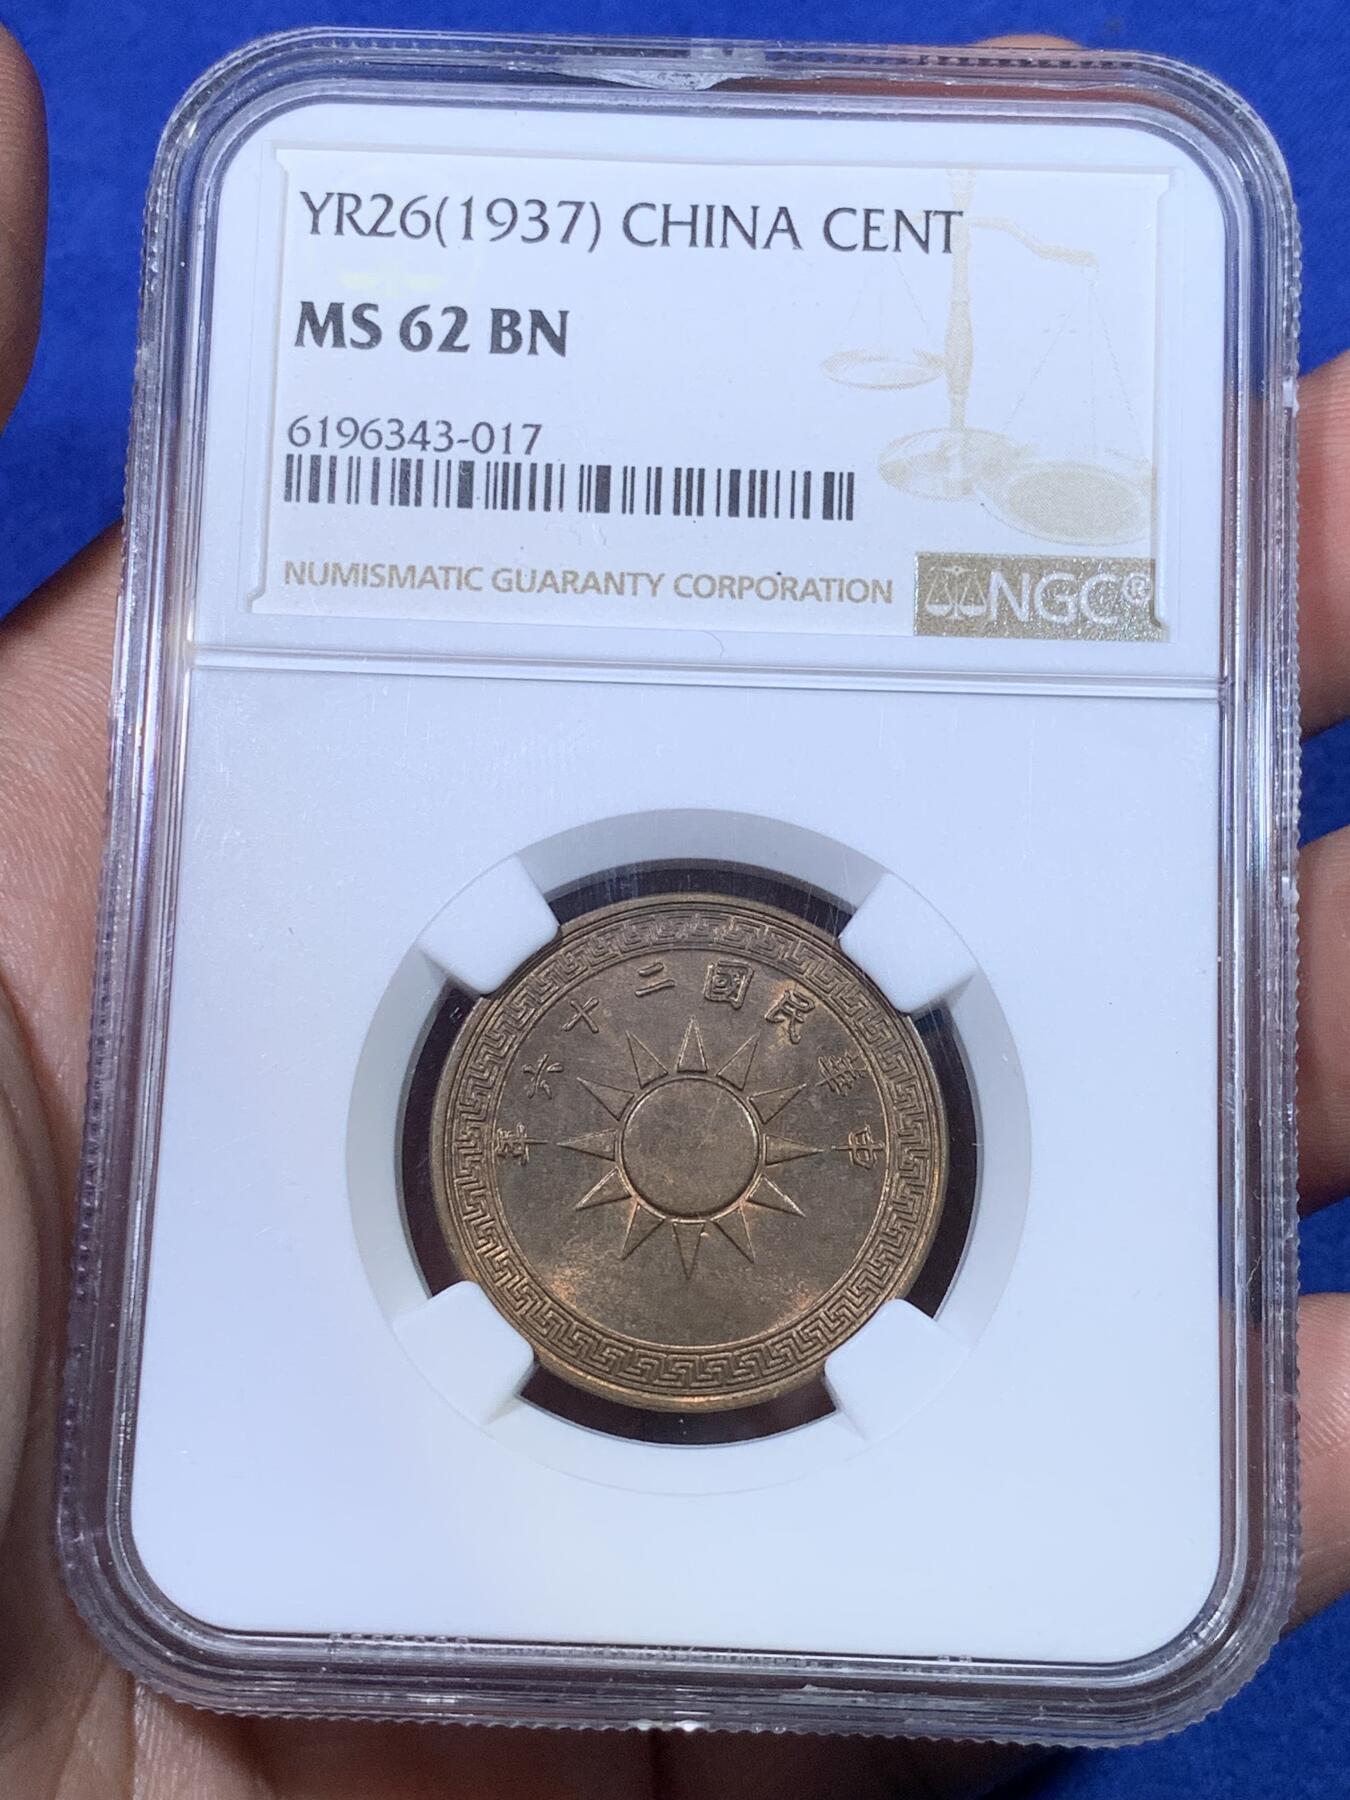 YR26(1937) CHINA CENT
MS 62 BN
6196343-017
NUMISMATIC GUARANTY CORPORATION
NGC®
中華民國二十六年